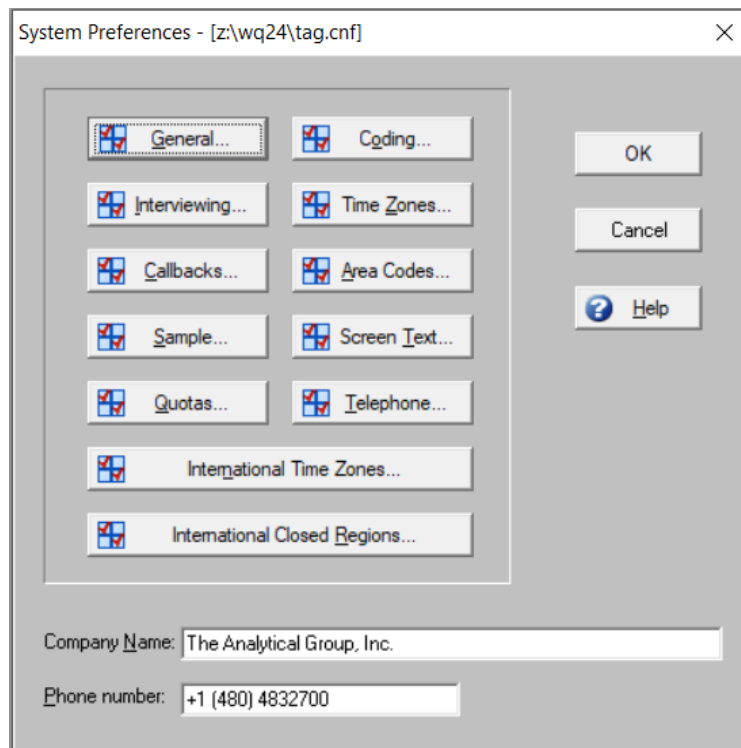 System Preferences - [z:\wq24\tag.cnf]
General... Coding... OK
Interviewing... Time Zones... Cancel
Callbacks... Area Codes... Help
Sample... Screen Text...
Quotas... Telephone...
International Time Zones...
International Closed Regions...
Company Name: The Analytical Group, Inc.
Phone number: +1 (480) 4832700